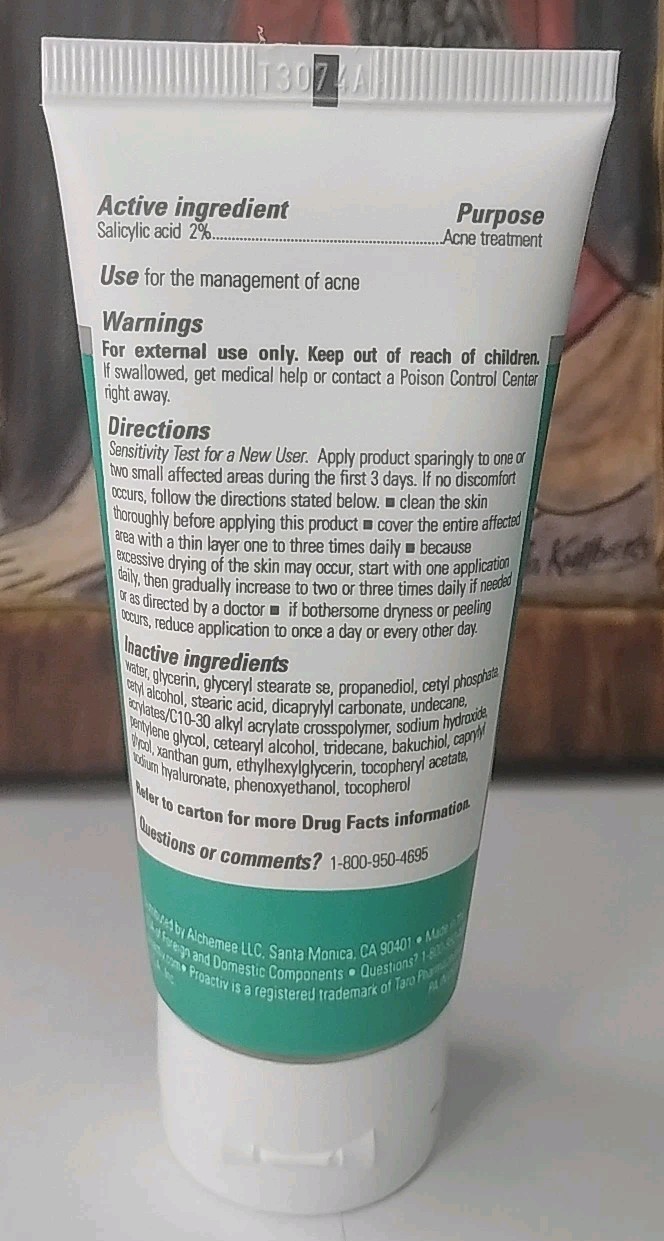 T3074A
Active ingredient Purpose
Salicylic acid 2%......................................................Acne treatment
Use for the management of acne
Warnings
For external use only. Keep out of reach of children.
If swallowed, get medical help or contact a Poison Control Center
right away.
Directions
Sensitivity Test for a New User. Apply product sparingly to one or
two small affected areas during the first 3 days. If no discomfort
occurs, follow the directions stated below. ■ clean the skin
thoroughly before applying this product ■ cover the entire affected
area with a thin layer one to three times daily ■ because
excessive drying of the skin may occur, start with one application
daily, then gradually increase to two or three times daily if needed
or as directed by a doctor ■ if bothersome dryness or peeling
occurs, reduce application to once a day or every other day.
Inactive ingredients
water, glycerin, glyceryl stearate se, propanediol, cetyl phosphate,
cetyl alcohol, stearic acid, dicaprylyl carbonate, undecane,
acrylates/C10-30 alkyl acrylate crosspolymer, sodium hydroxide,
pentylene glycol, cetearyl alcohol, tridecane, bakuchiol, caprylyl
glycol, xanthan gum, ethylhexylglycerin, tocopheryl acetate,
sodium hyaluronate, phenoxyethanol, tocopherol
Refer to carton for more Drug Facts information.
Questions or comments? 1-800-950-4695
by Alchemee LLC, Santa Monica, CA 90401 •
of Foreign and Domestic Components • Questions?
• Proactiv is a registered trademark of Taro